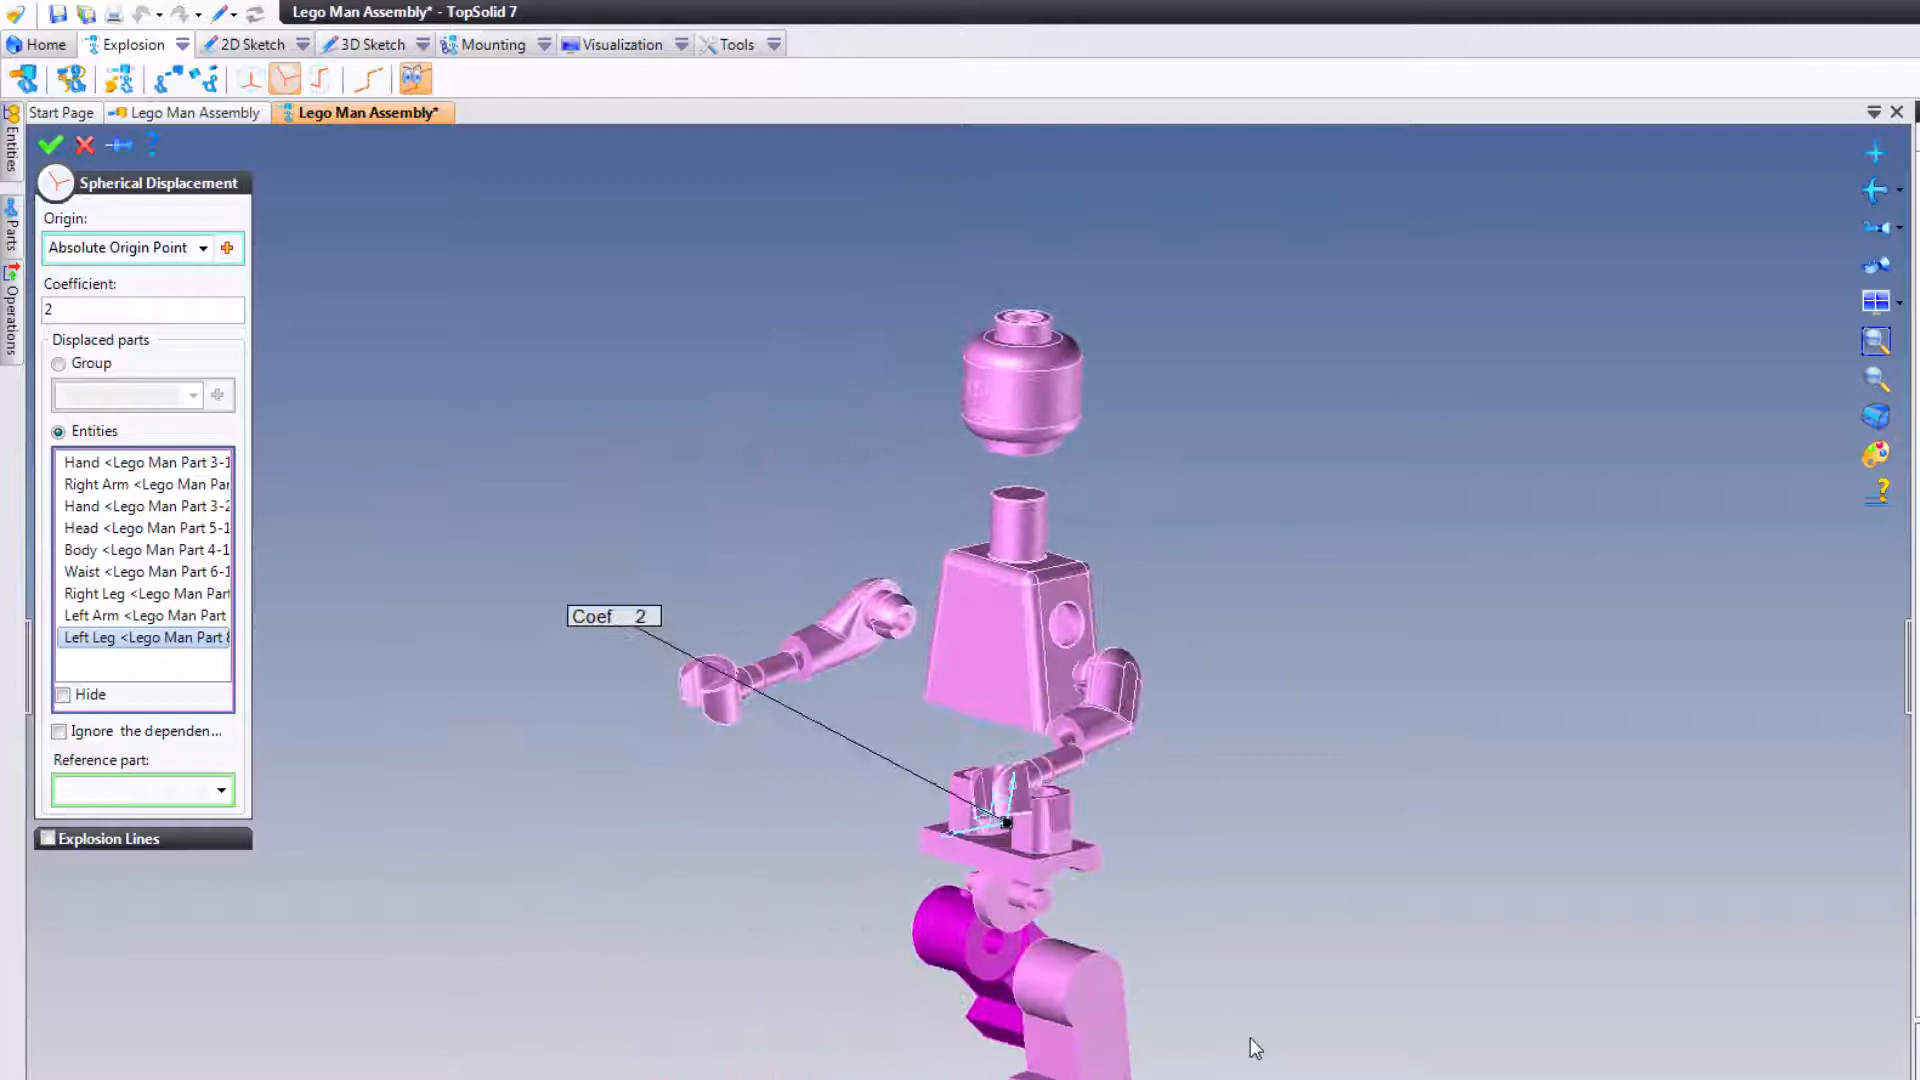 Lego Man Assembly* - TopSolid 7
Home Explosion 2D Sketch 3D Sketch Mounting Visualization Tools
Start Page Lego Man Assembly Lego Man Assembly*
Entities
Parts
Operations
Spherical Displacement
Origin:
Absolute Origin Point
Coefficient:
2
Displaced parts
Group
Entities
Hand <Lego Man Part 3-1
Right Arm <Lego Man Par
Hand <Lego Man Part 3-2
Head <Lego Man Part 5-1
Body <Lego Man Part 4-1
Waist <Lego Man Part 6-1
Right Leg <Lego Man Part
Left Arm <Lego Man Part
Left Leg <Lego Man Part 8
Hide
Ignore the dependen...
Reference part:
Explosion Lines
Coef 2